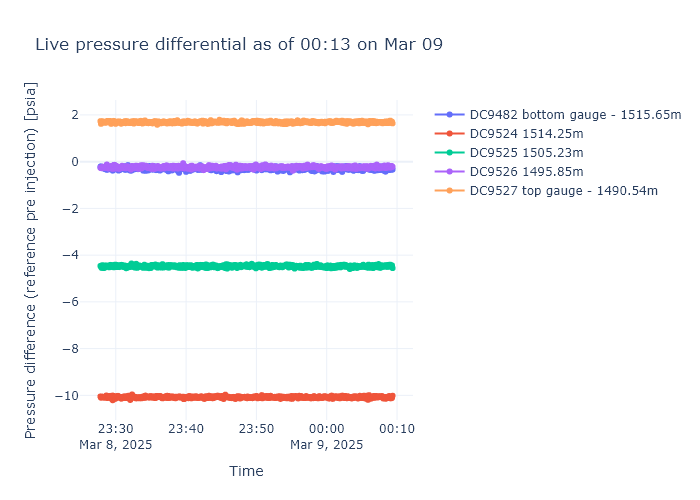 Live pressure differential as of 00:13 on Mar 09
Pressure difference (reference pre injection) [psia]
2
0
−2
−4
−6
−8
−10
23:30
Mar 8, 2025
23:40
23:50
00:00
Mar 9, 2025
00:10
Time
DC9482 bottom gauge - 1515.65m
DC9524 1514.25m
DC9525 1505.23m
DC9526 1495.85m
DC9527 top gauge - 1490.54m